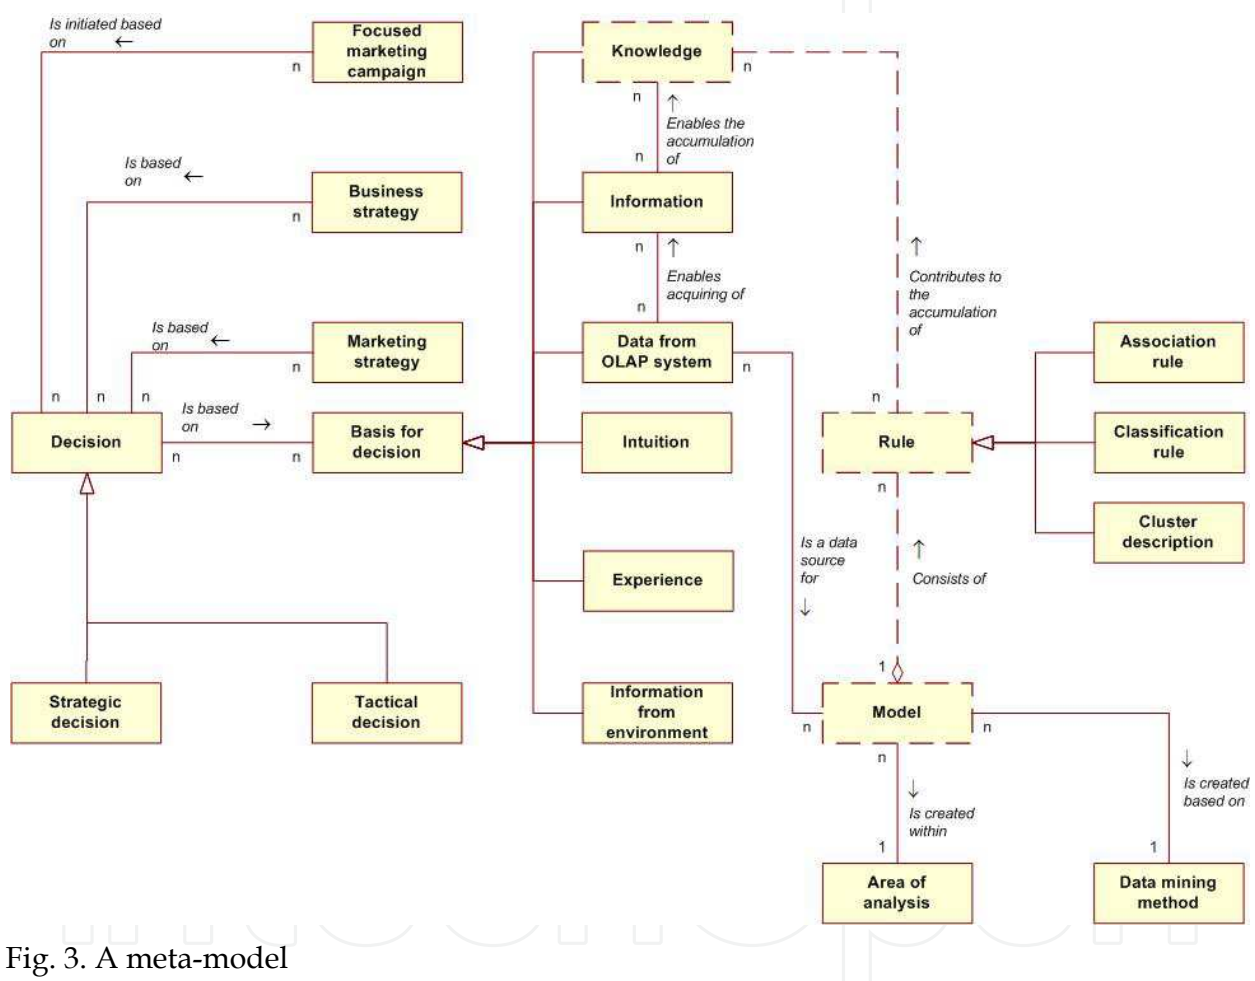 Is initiated based
on ←
n
Focused
marketing
campaign
Knowledge
n
n
↑
Enables the
accumulation
of
n
Is based
on ←
n
Business
strategy
Information
n
↑
Enables
acquiring of
n
↑
Contributes to
the
accumulation
of
Is based
on ←
n
Marketing
strategy
Data from
OLAP system
n
Association
rule
n
n
n
n
Decision
Is based
on →
n
n
Basis for
decision
Intuition
Rule
n
Classification
rule
Cluster
description
Is a data
source
for
↓
↑
Consists of
Experience
1
Strategic
decision
Tactical
decision
Information
from
environment
n
Model
n
n
↓
Is created
within
↓
Is created
based on
1
1
Area of
analysis
Data mining
method
Fig. 3. A meta-model